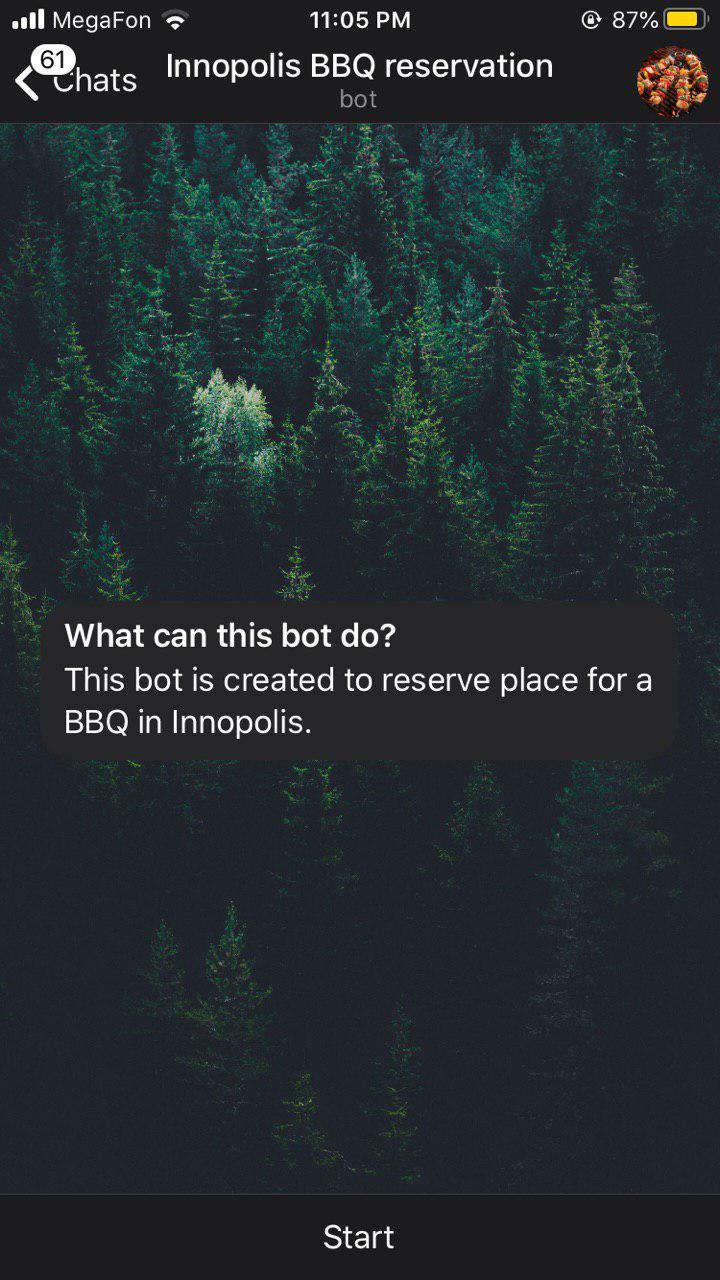 MegaFon 11:05 PM 87%
61
Chats Innopolis BBQ reservation
bot
What can this bot do?
This bot is created to reserve place for a
BBQ in Innopolis.
Start